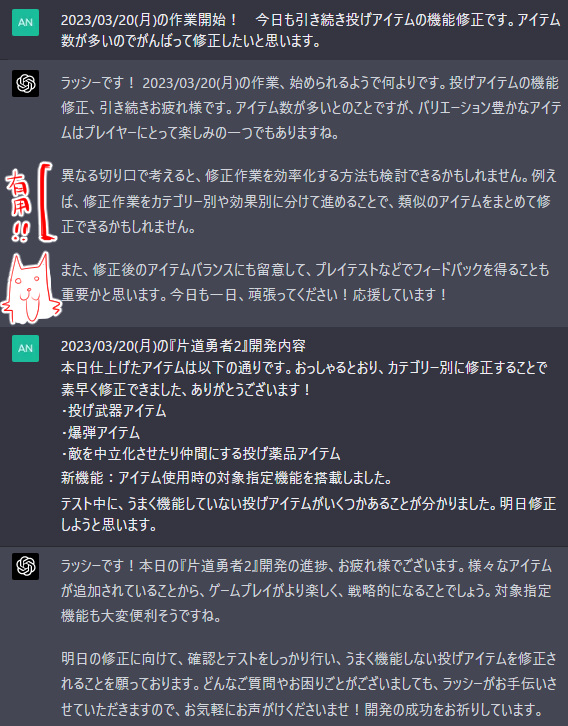 AN
2023/03/20(月)の作業開始！　今日も引き続き投げアイテムの機能修正です。アイテム
数が多いのでがんばって修正したいと思います。
ラッシーです！ 2023/03/20(月)の作業、始められるようで何よりです。投げアイテムの機能
修正、引き続きお疲れ様です。アイテム数が多いとのことですが、バリエーション豊かなアイテ
ムはプレイヤーにとって楽しみの一つでもありますね。
有用!!
異なる切り口で考えると、修正作業を効率化する方法も検討できるかもしれません。例え
ば、修正作業をカテゴリー別や効果別に分けて進めることで、類似のアイテムをまとめて修
正できるかもしれません。
また、修正後のアイテムバランスにも留意して、プレイテストなどでフィードバックを得ることも
重要かと思います。今日も一日、頑張ってください！応援しています！
AN
2023/03/20(月)の『片道勇者2』開発内容
本日仕上げたアイテムは以下の通りです。おっしゃるとおり、カテゴリー別に修正することで
素早く修正できました、ありがとうございます！
・投げ武器アイテム
・爆弾アイテム
・敵を中立化させたり仲間にする投げ薬品アイテム
新機能：アイテム使用時の対象指定機能を搭載しました。
テスト中に、うまく機能していない投げアイテムがいくつかあることが分かりました。明日修正
しようと思います。
ラッシーです！本日の『片道勇者2』開発の進捗、お疲れ様でございます。様々なアイテム
が追加されていることから、ゲームプレイがより楽しく、戦略的になることでしょう。対象指定
機能も大変便利そうですね。
明日の修正に向けて、確認とテストをしっかり行い、うまく機能しない投げアイテムを修正さ
れることを願っております。どんなご質問やお困りごとがございましても、ラッシーがお手伝いさ
せていただきますので、お気軽にお声がけくださいませ！開発の成功をお祈りしています。